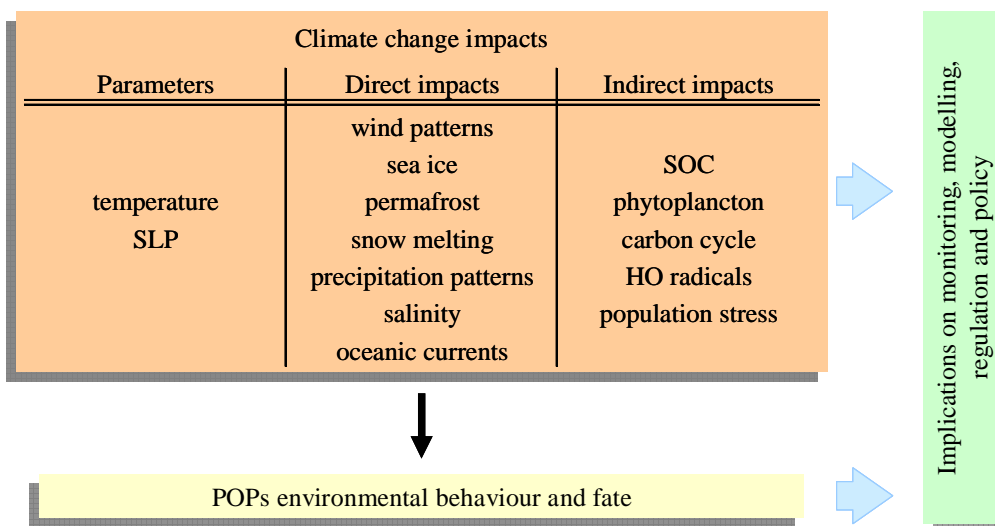 Climate change impacts
Parameters Direct impacts Indirect impacts
wind patterns
sea ice SOC
temperature permafrost phytoplancton
SLP snow melting carbon cycle
precipitation patterns HO radicals
salinity population stress
oceanic currents
Implications on monitoring, modelling,
regulation and policy
POPs environmental behaviour and fate